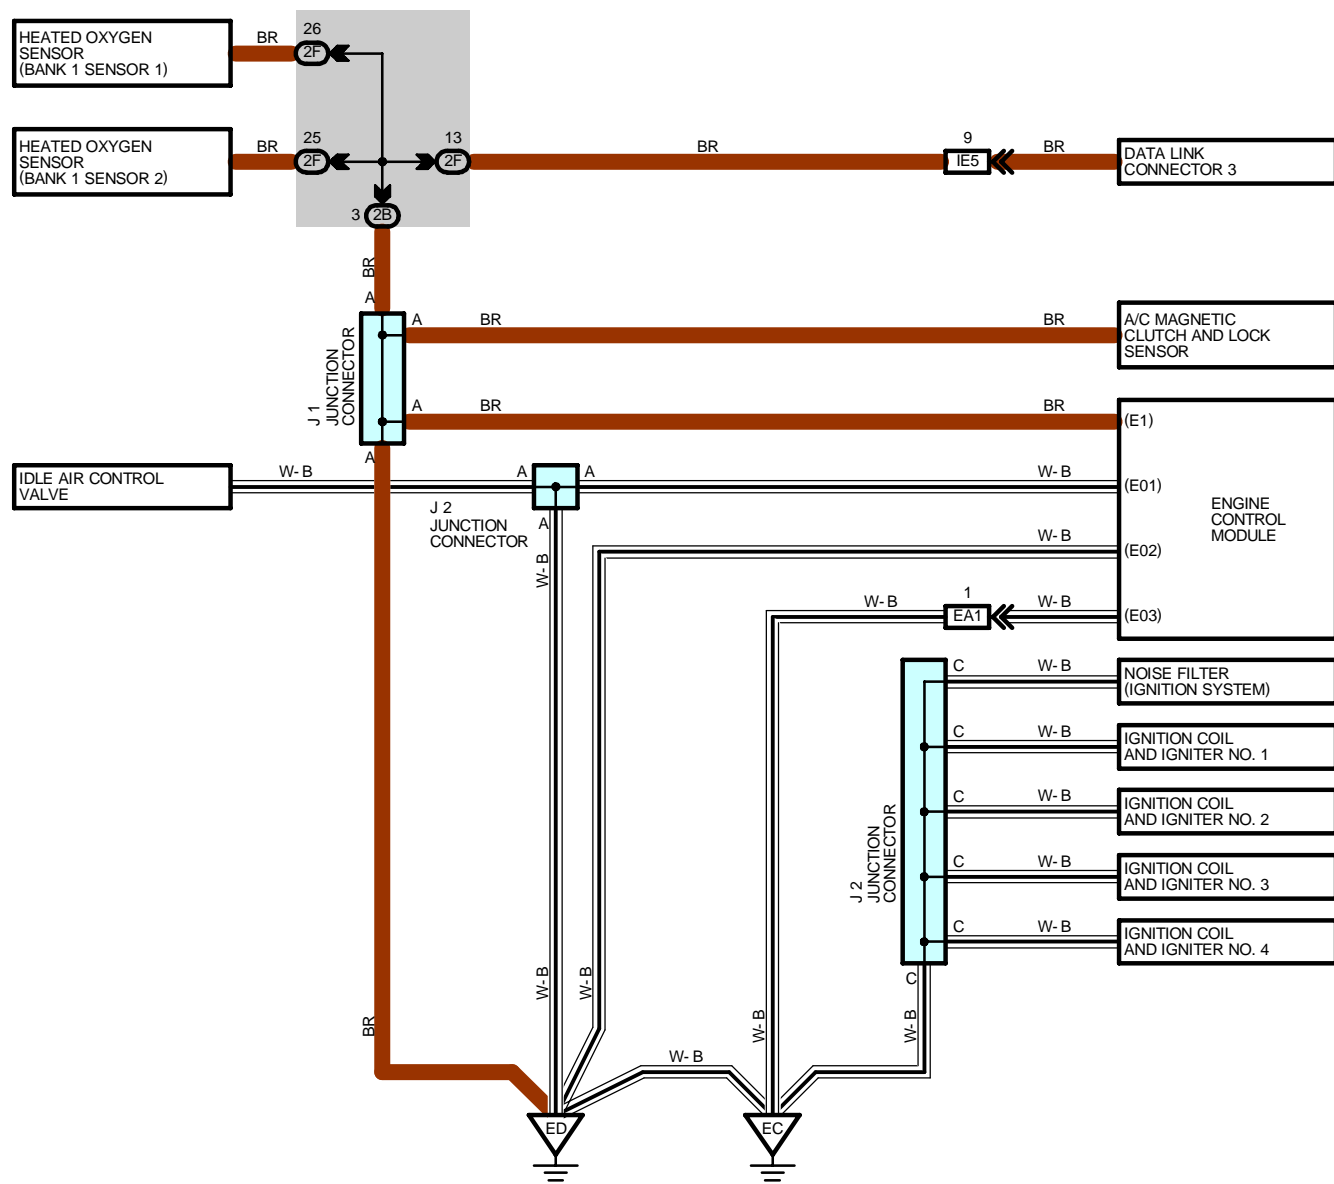 HEATED OXYGEN
SENSOR
(BANK 1 SENSOR 1)
BR
26
2F
HEATED OXYGEN
SENSOR
(BANK 1 SENSOR 2)
BR
25
2F
13
2F
BR
9
IE5
BR
DATA LINK
CONNECTOR 3
3
2B
BR
A
A
BR
BR
A/C MAGNETIC
CLUTCH AND LOCK
SENSOR
J 1
JUNCTION
CONNECTOR
A
BR
BR
(E1)
A
IDLE AIR CONTROL
VALVE
W- B
A
A
W- B
(E01)
J 2
JUNCTION
CONNECTOR
A
W- B
W- B
(E02)
ENGINE
CONTROL
MODULE
W- B
1
EA1
W- B
(E03)
C
W- B
NOISE FILTER
(IGNITION SYSTEM)
C
W- B
IGNITION COIL
AND IGNITER NO. 1
C
W- B
IGNITION COIL
AND IGNITER NO. 2
J 2
JUNCTION
CONNECTOR
C
W- B
IGNITION COIL
AND IGNITER NO. 3
C
W- B
IGNITION COIL
AND IGNITER NO. 4
C
BR
W- B
W- B
W- B
W- B
W- B
ED
EC